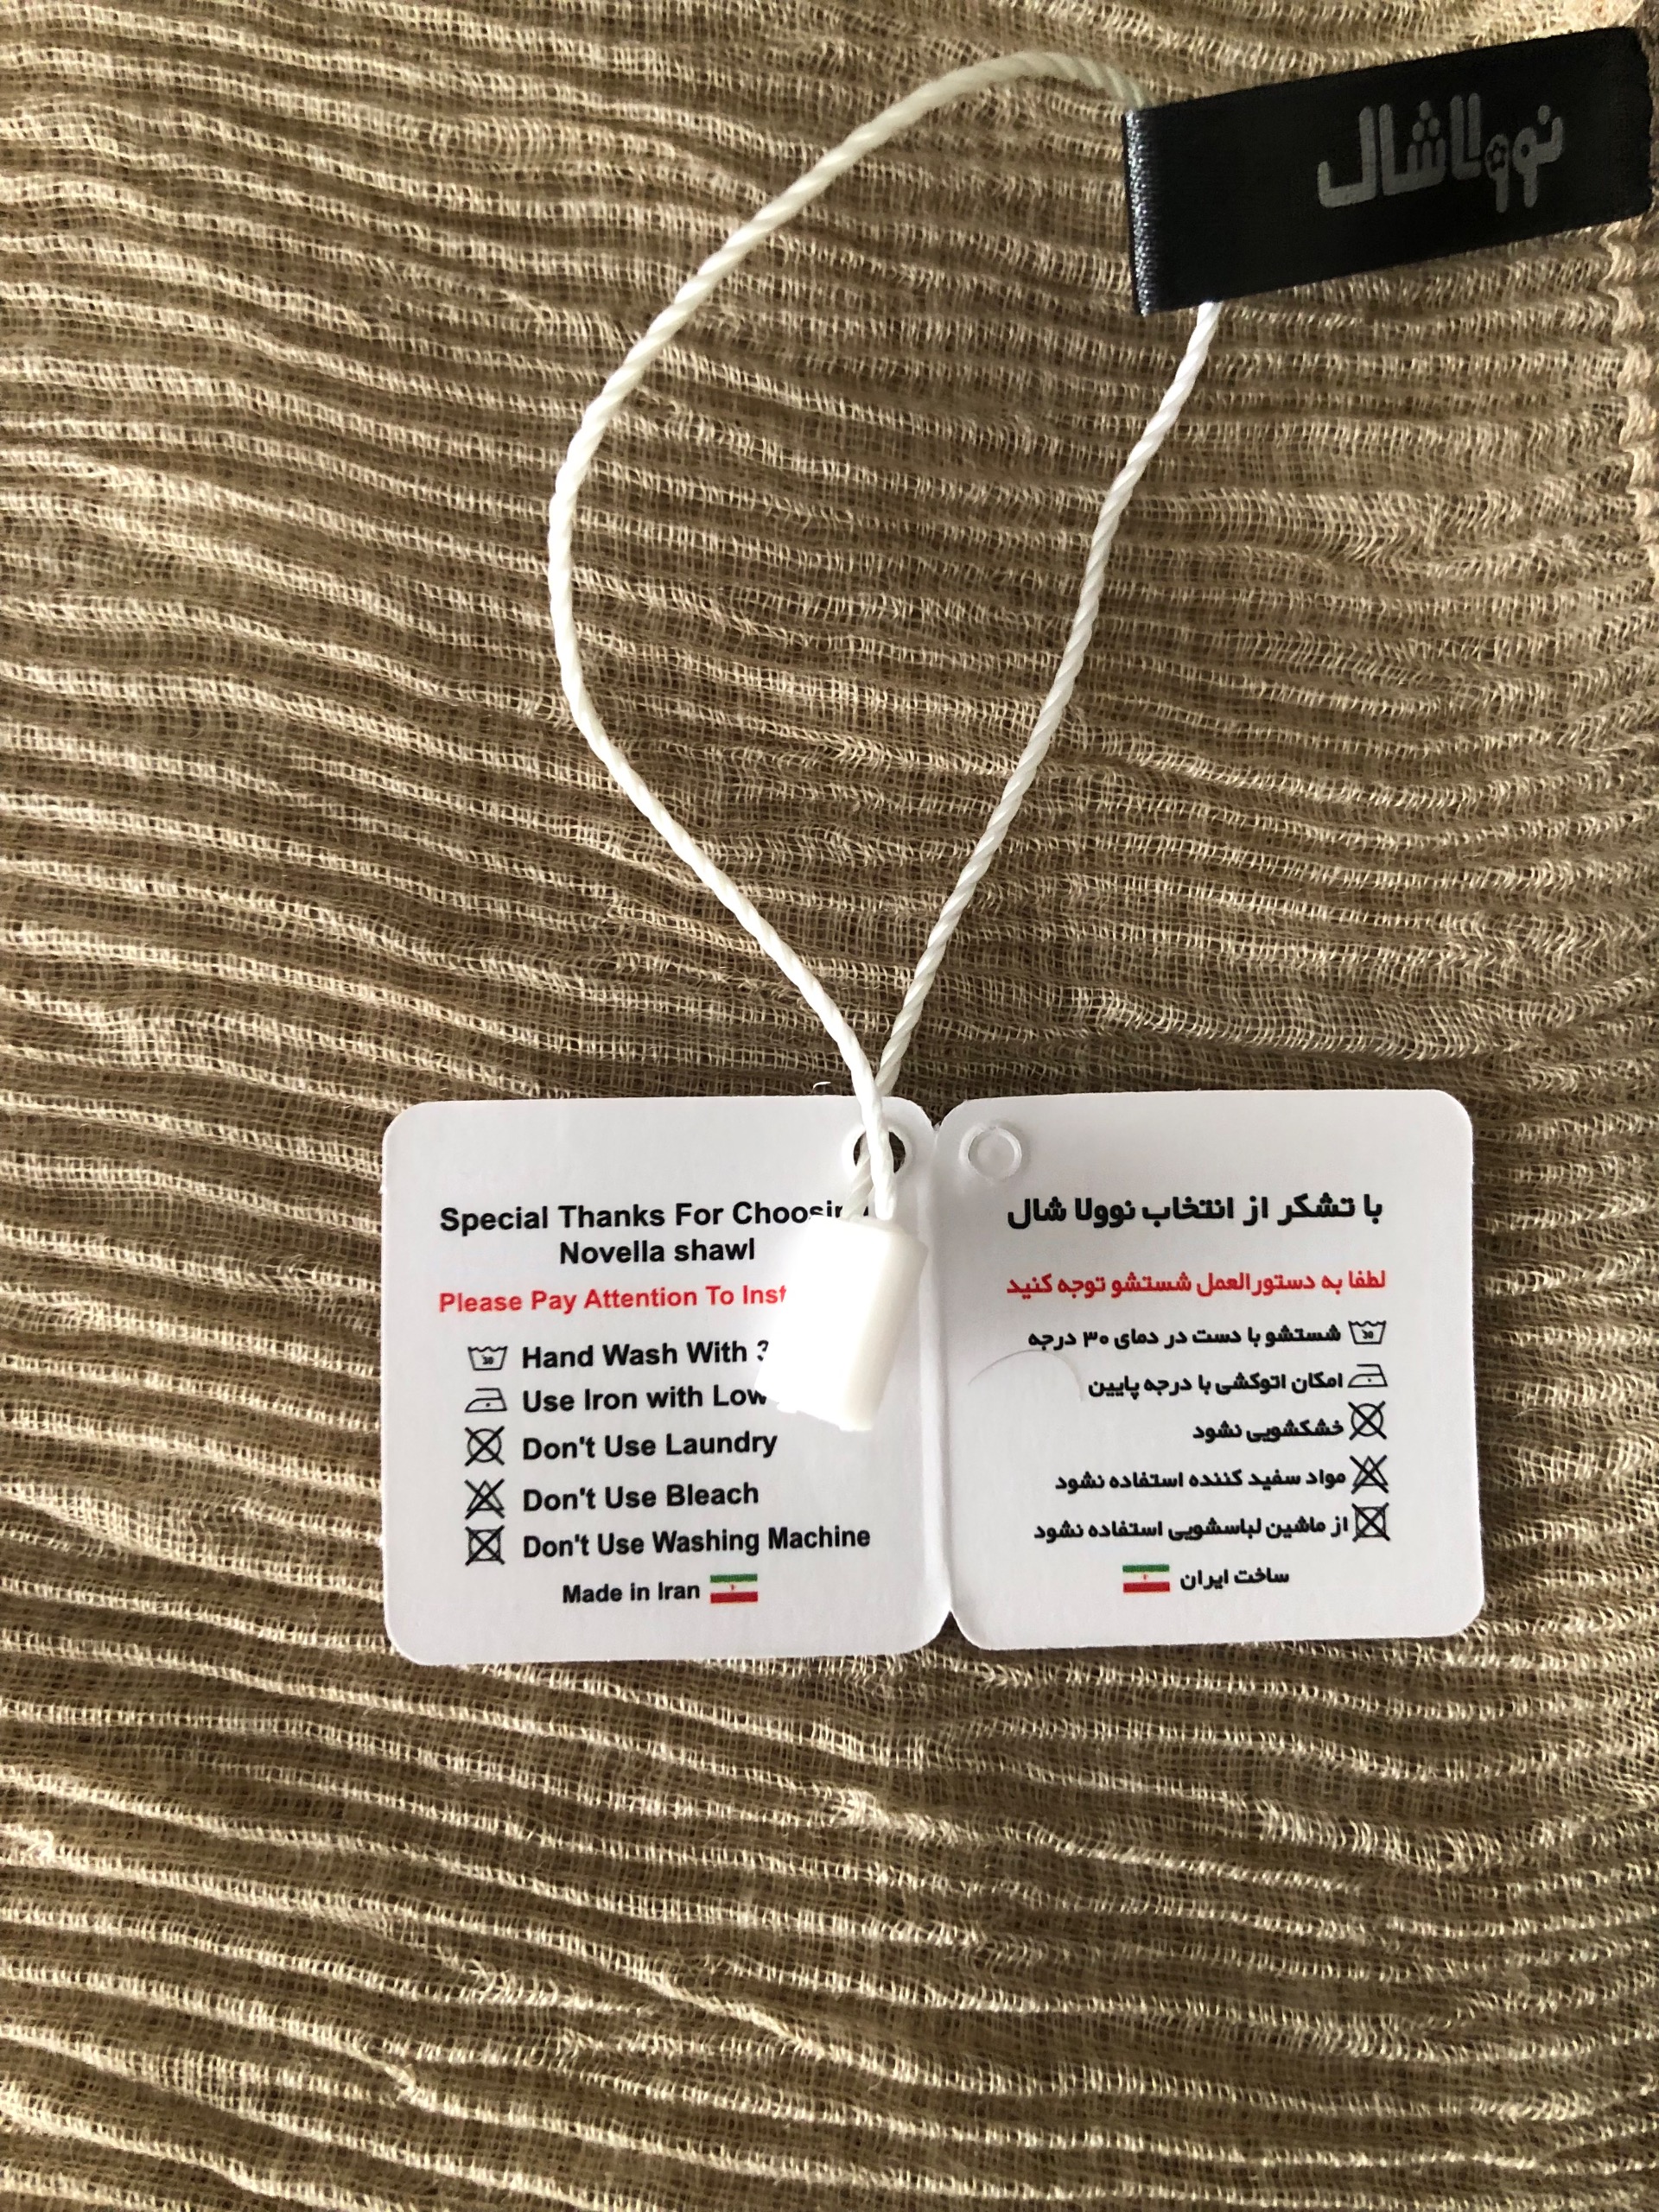 نوولاشال
Special Thanks For
Novella shawl
Please Pay Attention To
30 Hand Wash With
Use Iron with Low
Don't Use Laundry
Don't Use Bleach
Don't Use Washing Machine
Made in Iran
با تشکر از انتخاب نوولا شال
لطفا به دستورالعمل شستشو توجه کنید
30 شستشو با دست در دمای ۳۰ درجه
امکان اتوکشی با درجه پایین
خشکشویی نشود
مواد سفید کننده استفاده نشود
از ماشین لباسشویی استفاده نشود
ساخت ایران